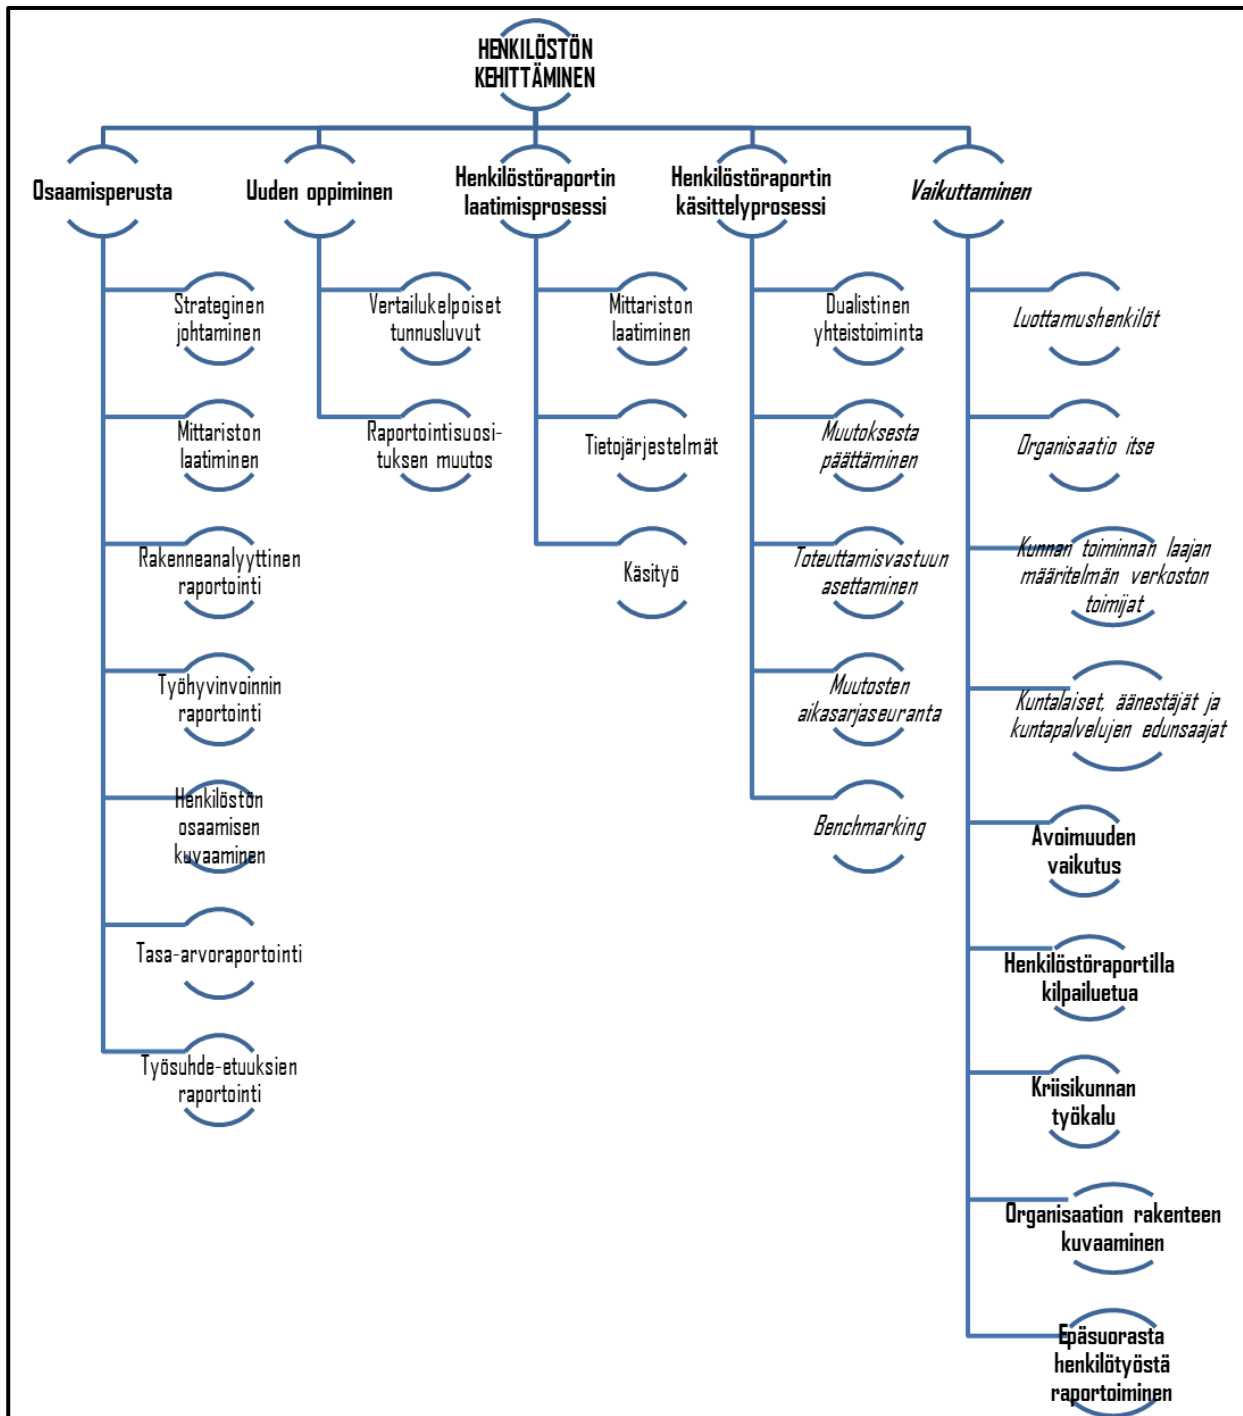 HENKILÖSTÖN
KEHITTÄMINEN
Osaamisperusta
Uuden oppiminen
Henkilöstöraportin
laatimisprosessi
Henkilöstöraportin
käsittelyprosessi
Vaikuttaminen
Strateginen
johtaminen
Mittariston
laatiminen
Rakenneanalyyttinen
raportointi
Työhyvinvoinnin
raportointi
Henkilöstön
osaamisen
kuvaaminen
Tasa-arvoraportointi
Työsuhde-etuuksien
raportointi
Vertailukelpoiset
tunnusluvut
Raportointisuosi-
tuksen muutos
Mittariston
laatiminen
Tietojärjestelmät
Käsityö
Dualistinen
yhteistoiminta
Muutoksesta
päättäminen
Toteuttamisvastuun
asettaminen
Muutosten
aikasarjaseuranta
Benchmarking
Luottamushenkilöt
Organisaatio itse
Kunnan toiminnan laajan
määritelmän verkoston
toimijat
Kuntalaiset, äänestäjät ja
kuntapalvelujen edunsaajat
Avoimuuden
vaikutus
Henkilöstöraportilla
kilpailuetua
Kriisikunnan
työkalu
Organisaation rakenteen
kuvaaminen
Epäsuorasta
henkilötyöstä
raportoiminen